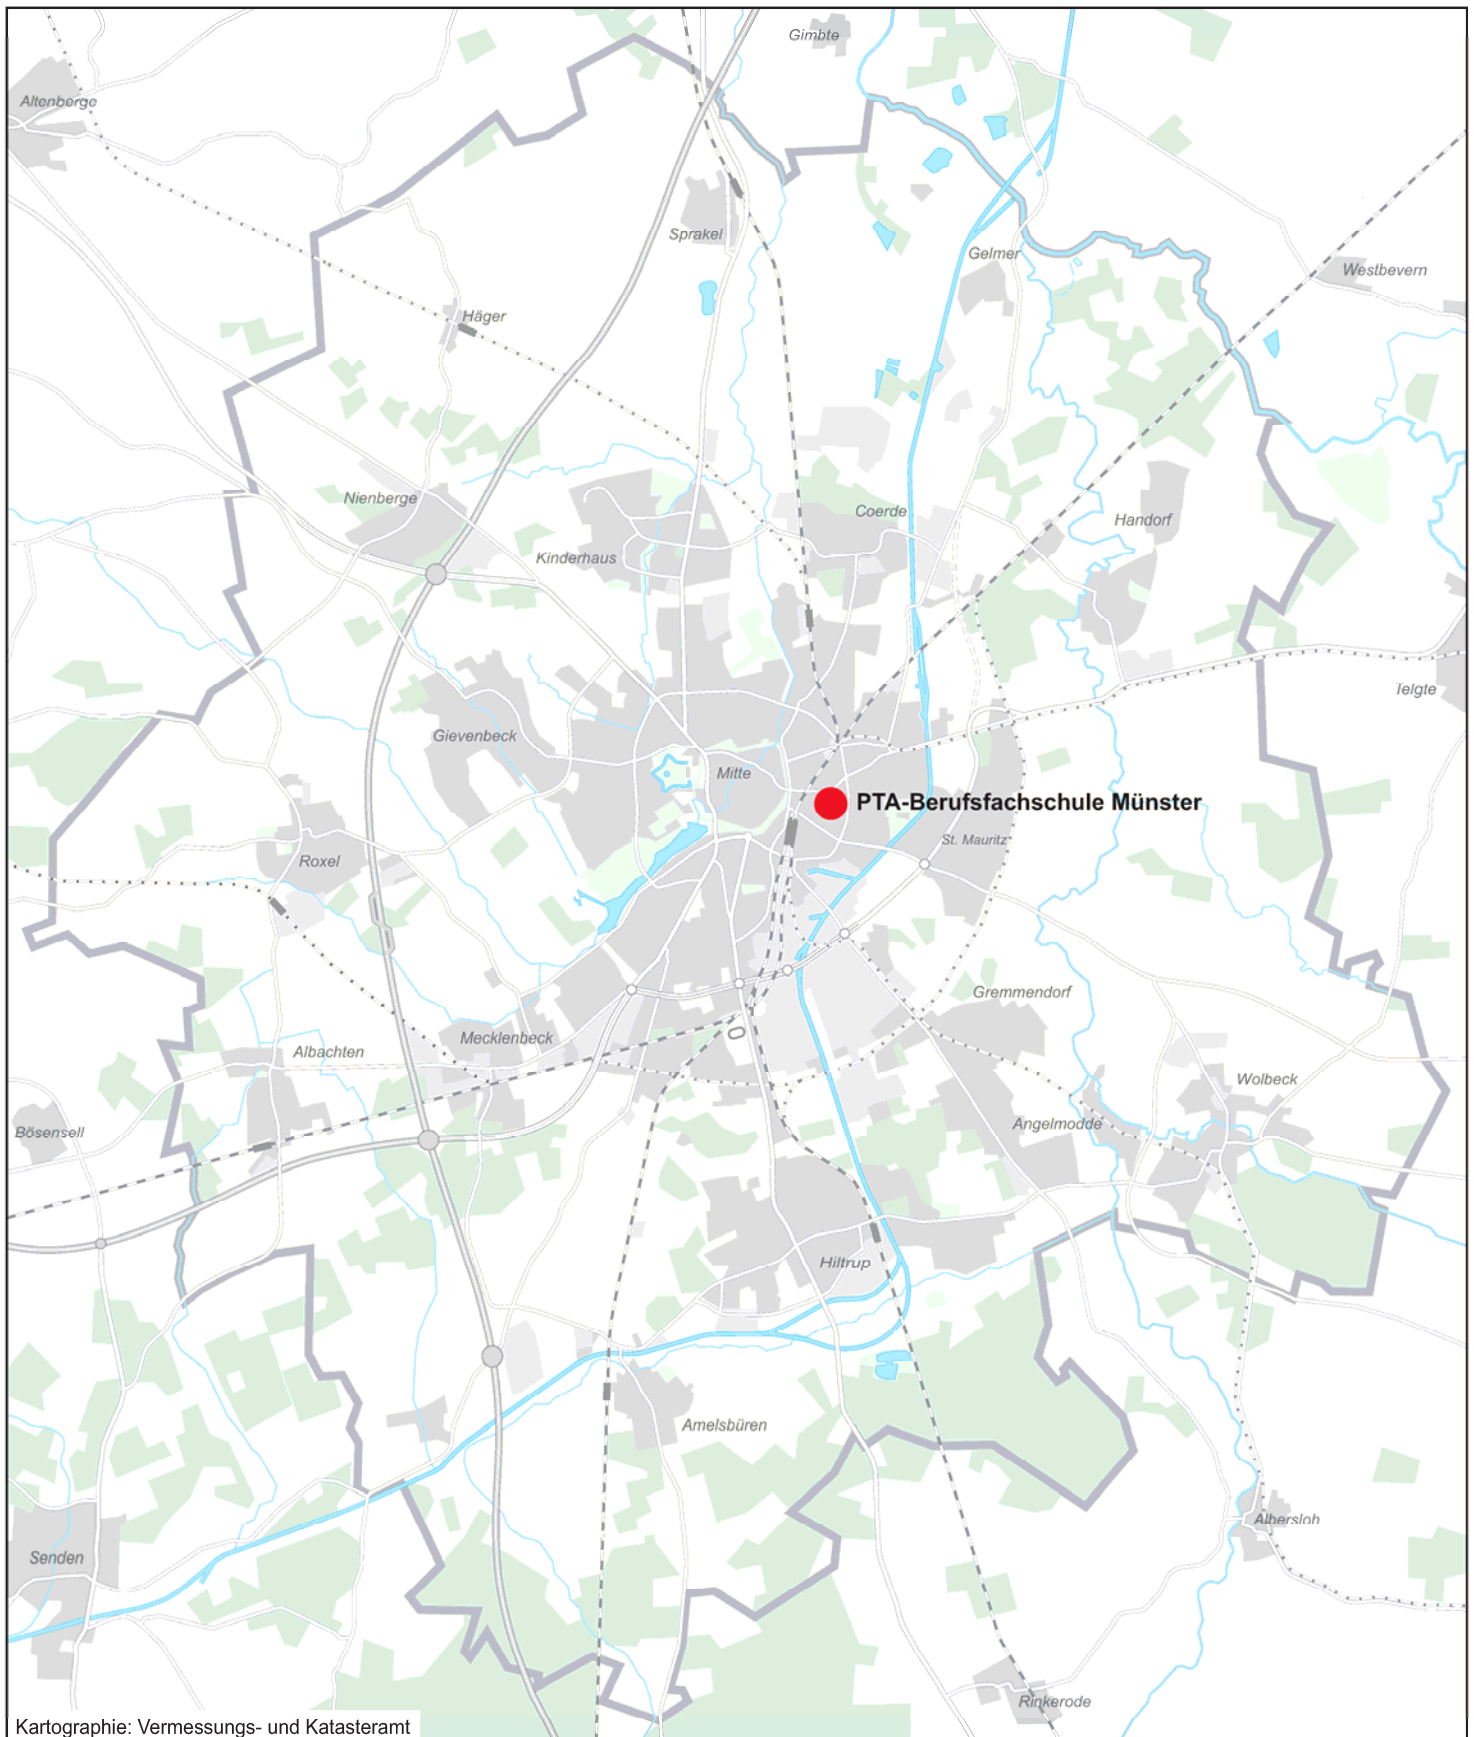 Gimbte
Altenberge
Sprakel
Gelmer
Westbevern
Häger
Nienberge
Coerde
Handorf
Kinderhaus
Telgte
Gievenbeck
Mitte
PTA-Berufsfachschule Münster
St. Mauritz
Roxel
Gremmendorf
Mecklenbeck
Albachten
Wolbeck
Bösensell
Angelmodde
Hiltrup
Amelsbüren
Albersloh
Senden
Rinkerode
Kartographie: Vermessungs- und Katasteramt